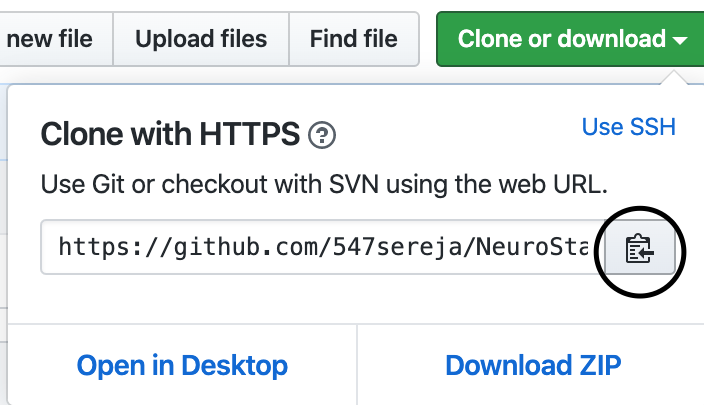 new file Upload files Find file Clone or download
Clone with HTTPS ?
Use SSH
Use Git or checkout with SVN using the web URL.
https://github.com/547sereja/NeuroSta
Open in Desktop Download ZIP